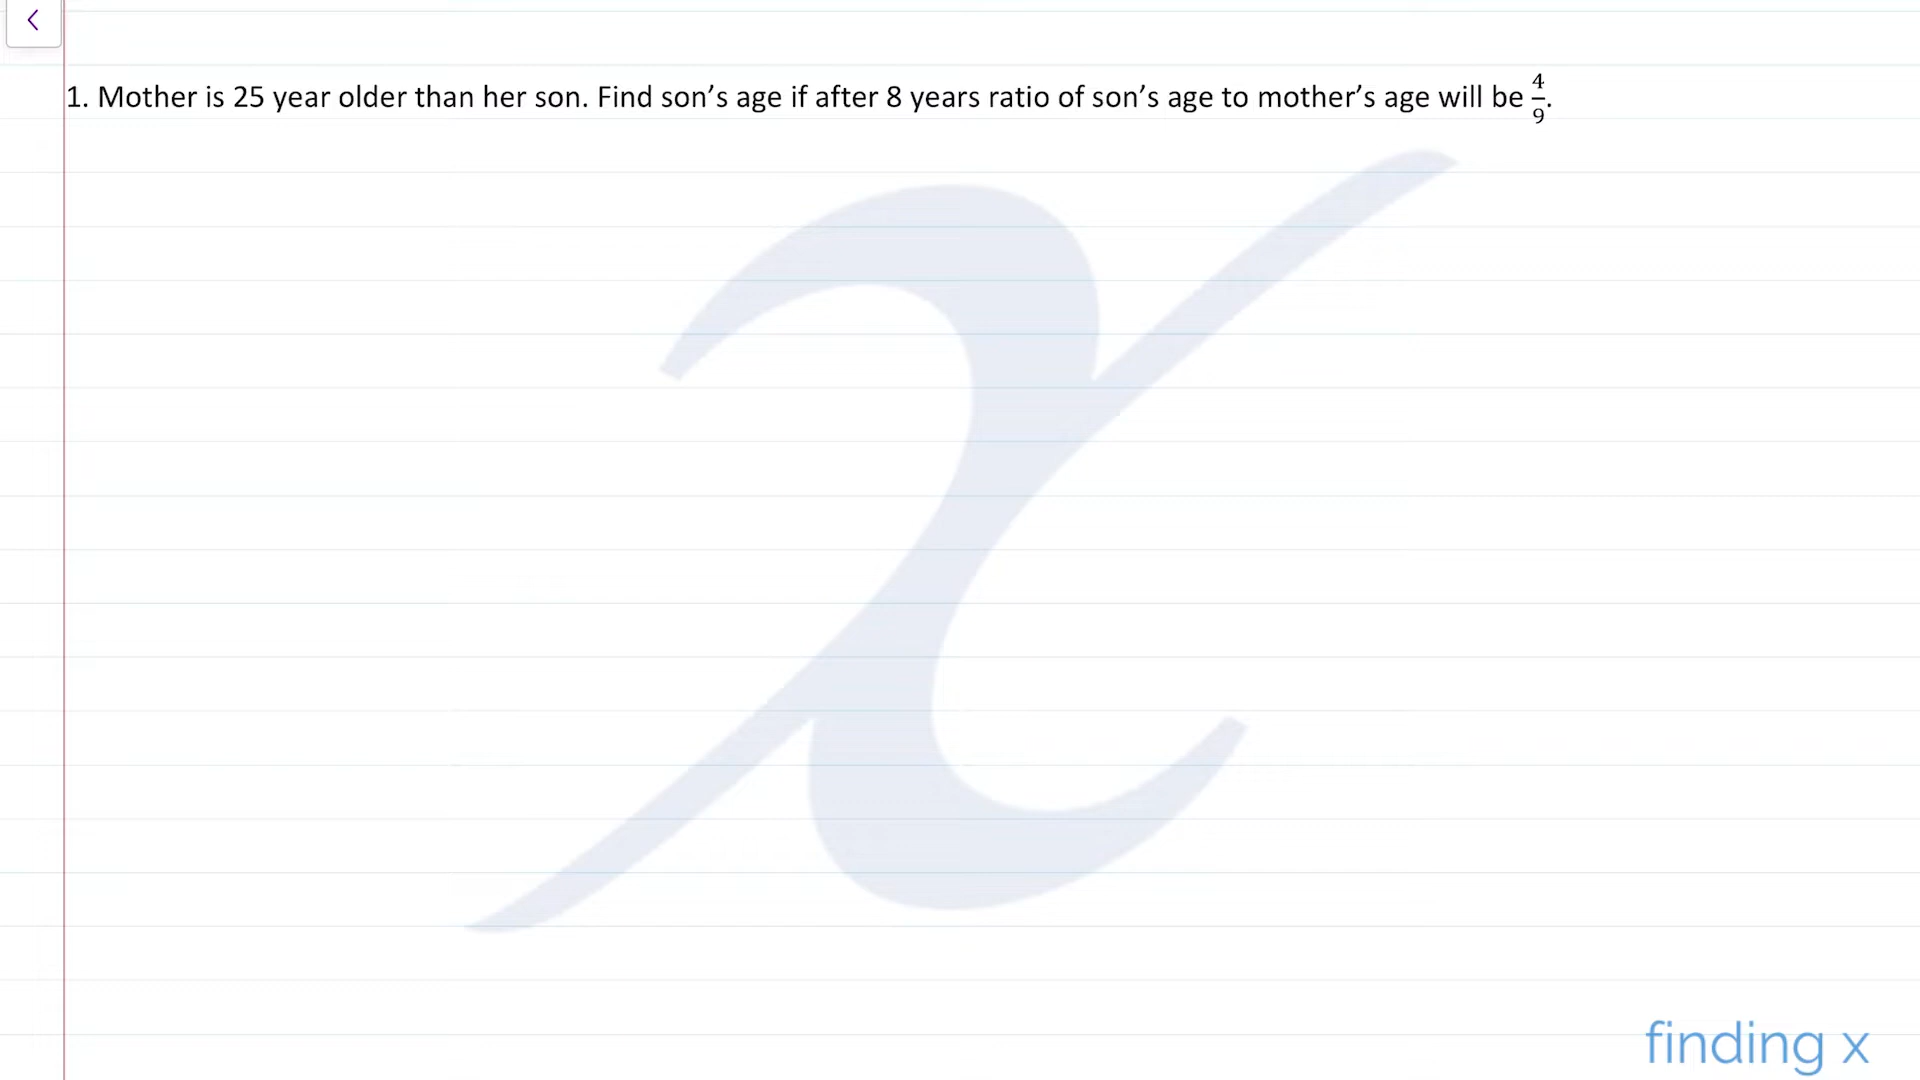 1. Mother is 25 year older than her son. Find son’s age if after 8 years ratio of son’s age to mother’s age will be 4/9.
finding x